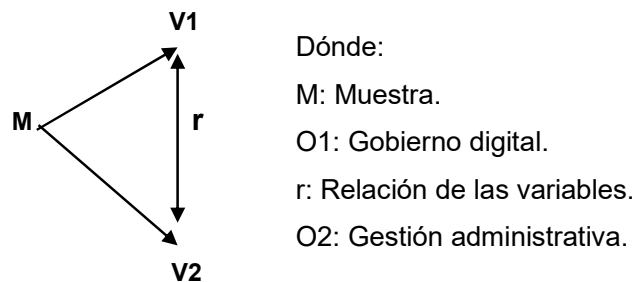 V1
M
r
V2
Dónde:
M: Muestra.
O1: Gobierno digital.
r: Relación de las variables.
O2: Gestión administrativa.